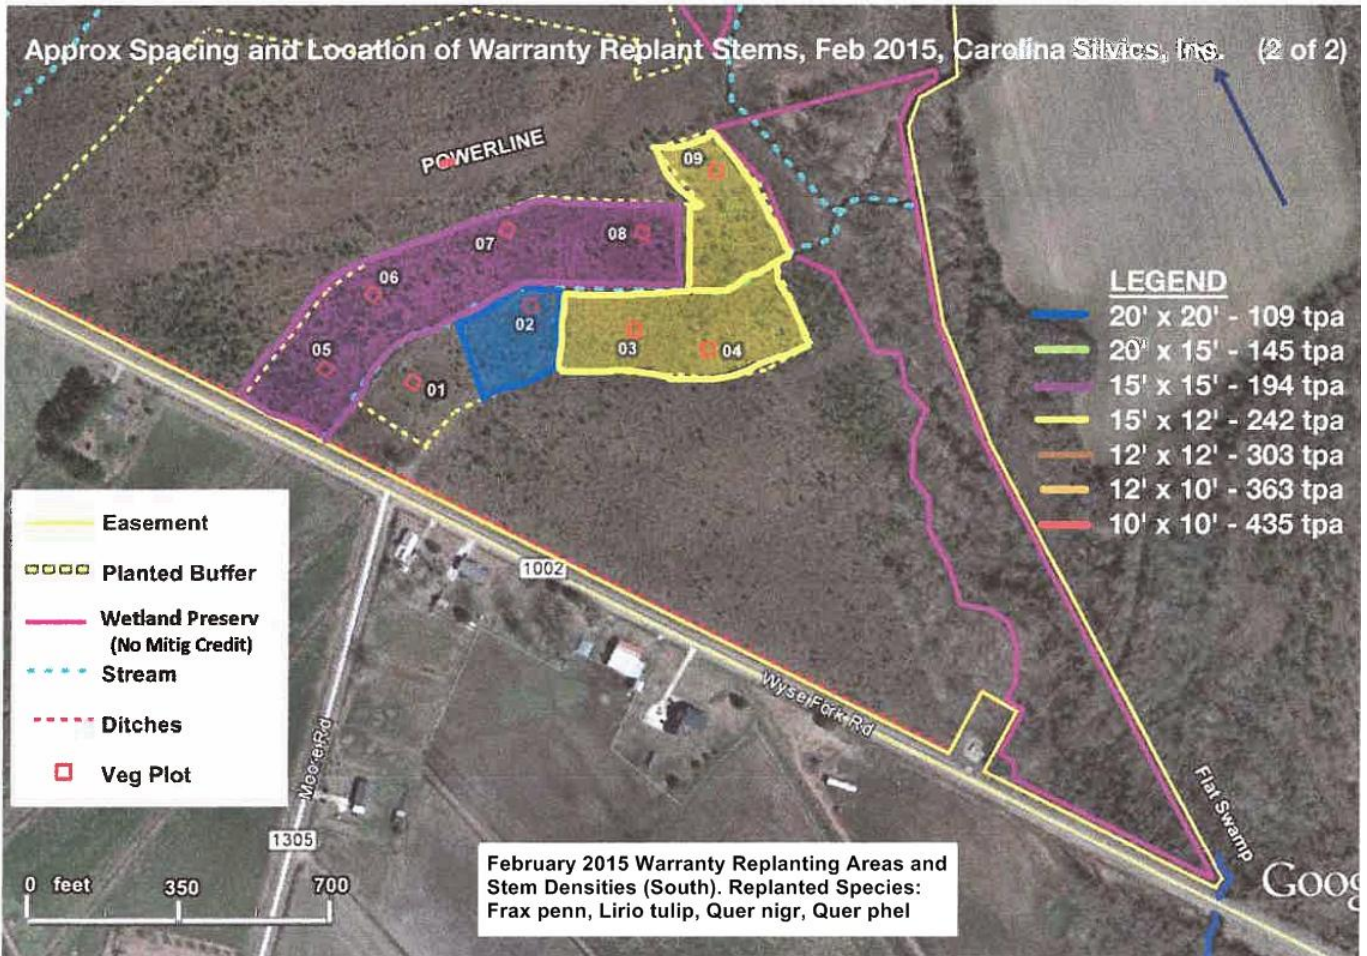 Approx Spacing and Location of Warranty Replant Stems, Feb 2015, Carolina Silvics, Inc. (2 of 2)
POWERLINE
09
07
08
06
02
05
03
04
01
LEGEND
20' x 20' - 109 tpa
20' x 15' - 145 tpa
15' x 15' - 194 tpa
15' x 12' - 242 tpa
12' x 12' - 303 tpa
12' x 10' - 363 tpa
10' x 10' - 435 tpa
Easement
Planted Buffer
Wetland Preserv
(No Mitig Credit)
Stream
Ditches
Veg Plot
1002
Wyse Fork Rd
Moore Rd
1305
Flat Swamp
0 feet 350 700
February 2015 Warranty Replanting Areas and
Stem Densities (South). Replanted Species:
Frax penn, Lirio tulip, Quer nigr, Quer phel
Goog